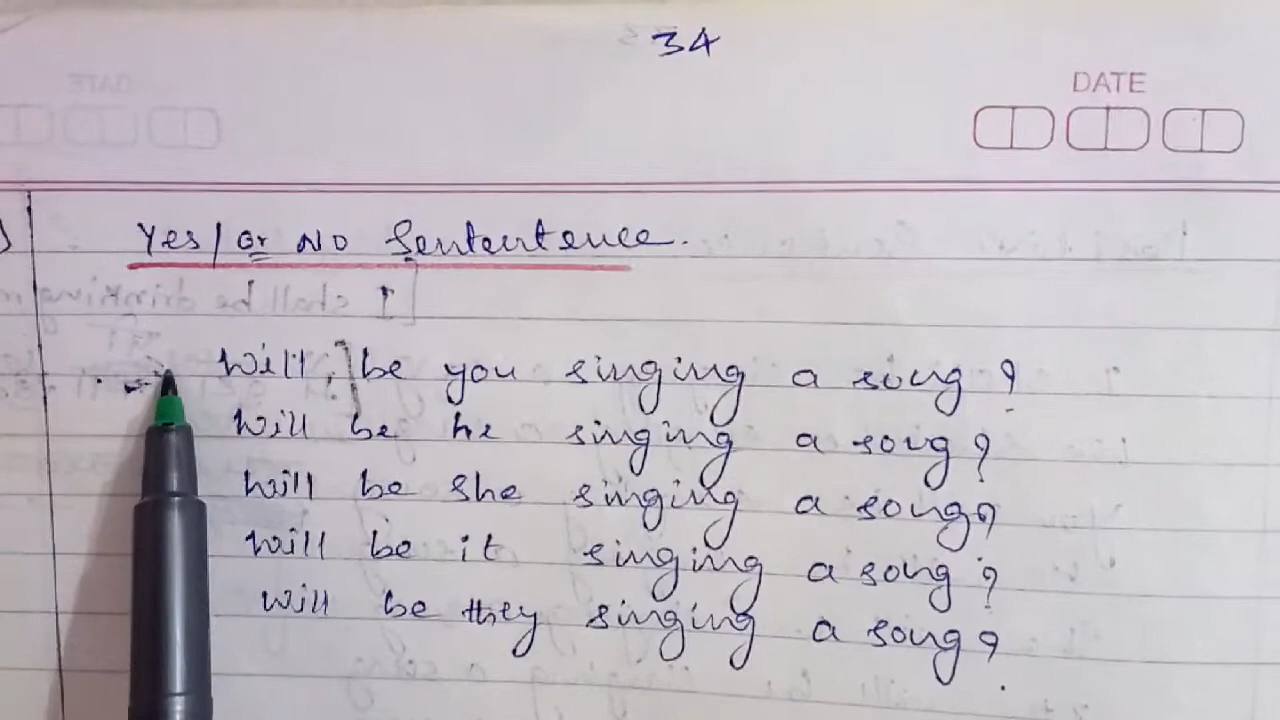 34
DATE
Yes/ or No Sententence.
Will be you singing a song?
Will be he singing a song?
Will be she singing a song?
Will be it singing a song?
Will be they singing a song?